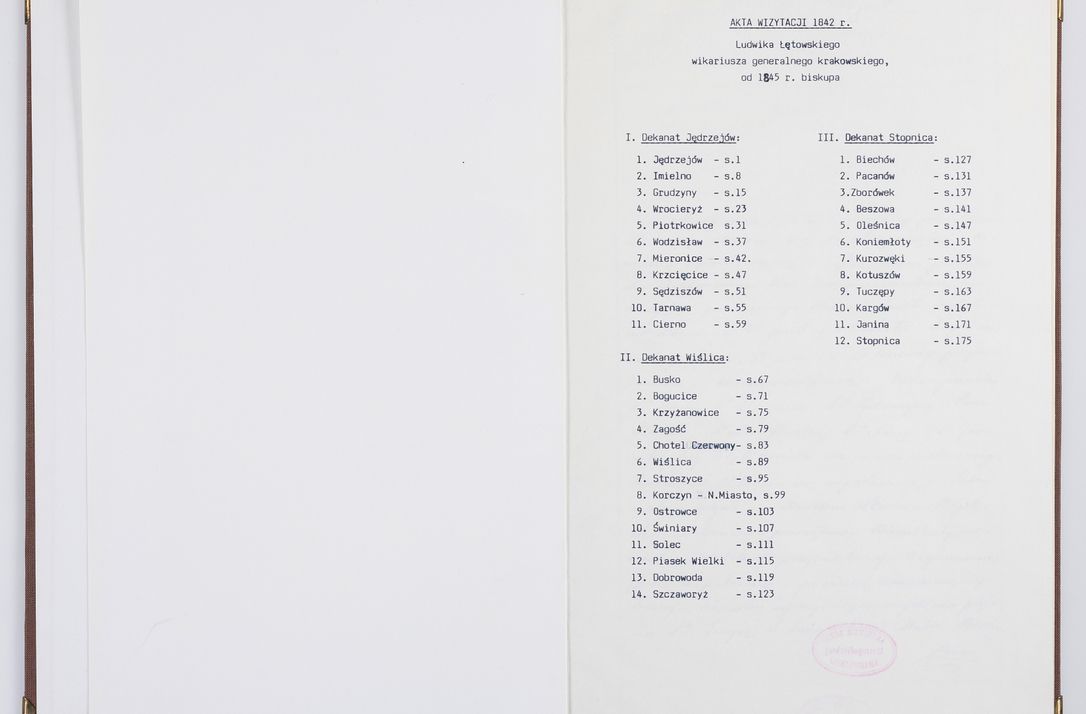 AKTA WIZYTACJI 1842 r.
Ludwika Łętowskiego
wikariusza generalnego krakowskiego,
od 1845 r. biskupa
I. Dekanat Jędrzejów:
1. Jędrzejów - s.1
2. Imielno - s.8
3. Grudzyny - s.15
4. Wrocieryż - s.23
5. Piotrkowice s.31
6. Wodzisław - s.37
7. Mieronice - s.42.
8. Krzcięcice - s.47
9. Sędziszów - s.51
10. Tarnawa - s.55
11. Cierno - s.59
II. Dekanat Wiślica:
1. Busko - s.67
2. Bogucice - s.71
3. Krzyżanowice - s.75
4. Zagość - s.79
5. Chotel Czerwony- s.83
6. Wiślica - s.89
7. Stroszyce - s.95
8. Korczyn - N.Miasto, s.99
9. Ostrowce - s.103
10. Świniary - s.107
11. Solec - s.111
12. Piasek Wielki - s.115
13. Dobrowoda - s.119
14. Szczaworyż - s.123
III. Dekanat Stopnica:
1. Biechów - s.127
2. Pacanów - s.131
3.Zborówek - s.137
4. Beszowa - s.141
5. Oleśnica - s.147
6. Koniemłoty - s.151
7. Kurozwęki - s.155
8. Kotuszów - s.159
9. Tuczępy - s.163
10. Kargów - s.167
11. Janina - s.171
12. Stopnica - s.175